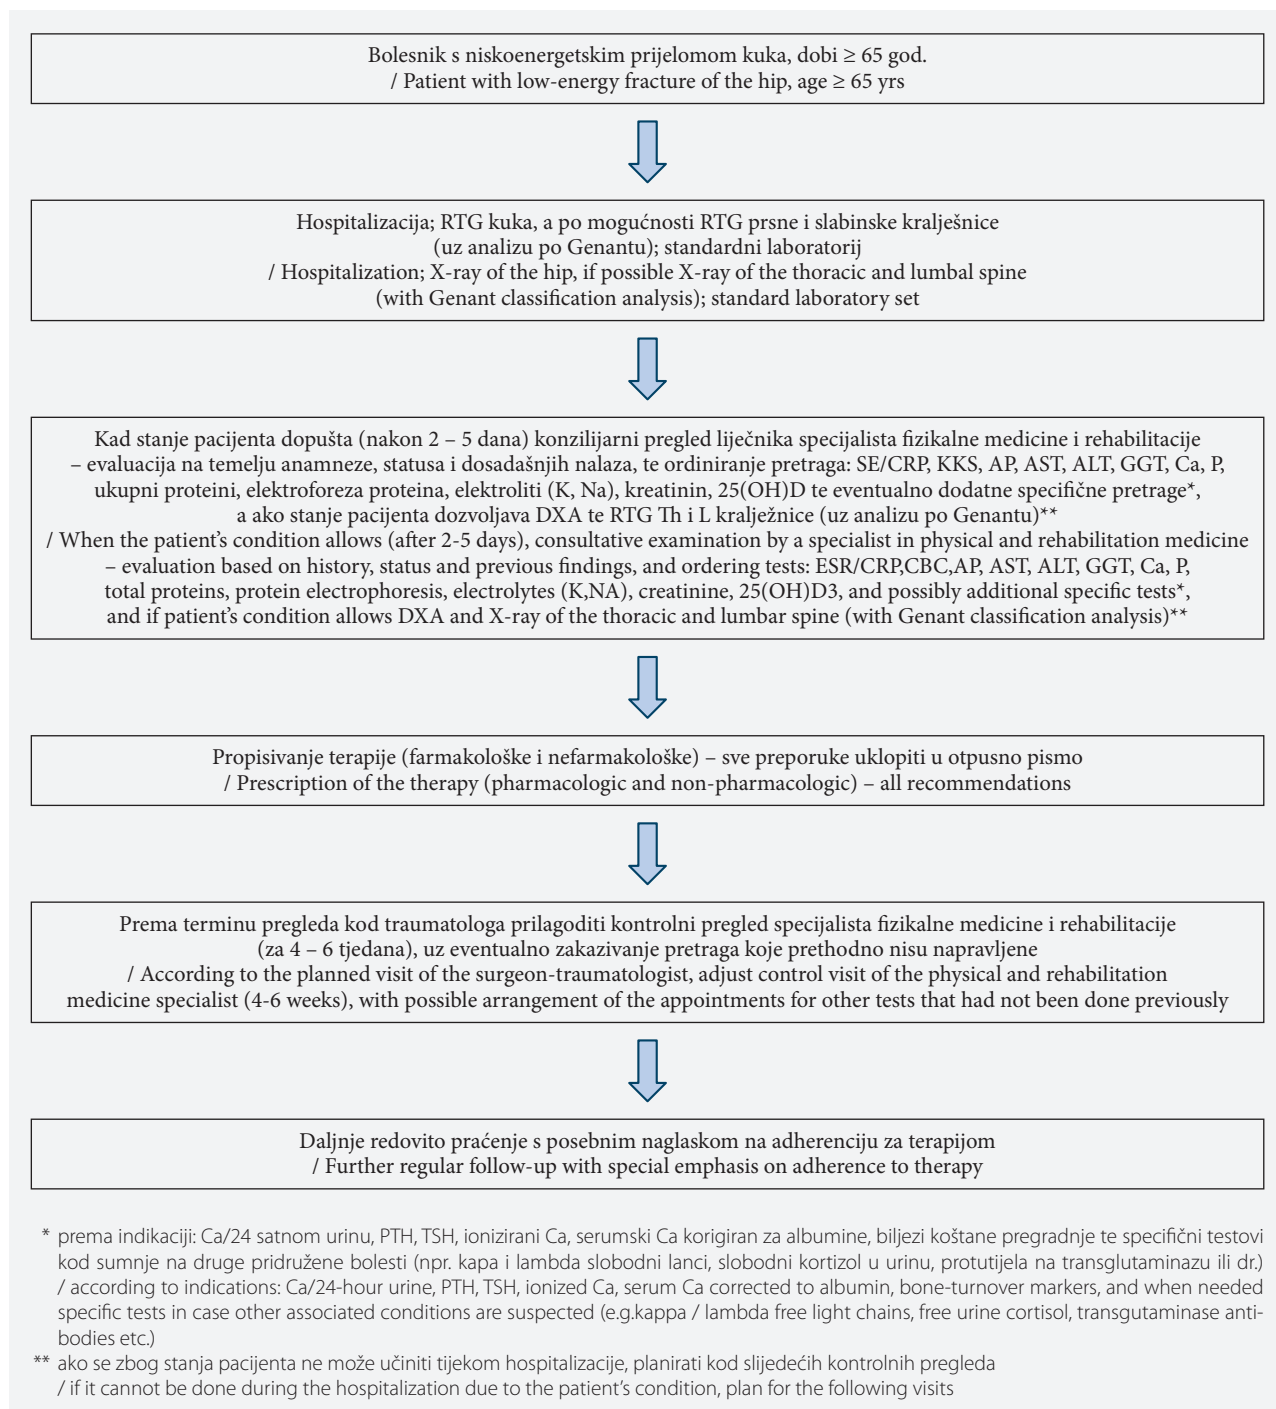 Bolesnik s niskoenergetskim prijelomom kuka, dobi ≥ 65 god.
/ Patient with low-energy fracture of the hip, age ≥ 65 yrs
Hospitalizacija; RTG kuka, a po mogućnosti RTG prsne i slabinske kralješnice
(uz analizu po Genantu); standardni laboratorij
/ Hospitalization; X-ray of the hip, if possible X-ray of the thoracic and lumbal spine
(with Genant classification analysis); standard laboratory set
Kad stanje pacijenta dopušta (nakon 2 – 5 dana) konzilijarni pregled liječnika specijalista fizikalne medicine i rehabilitacije
– evaluacija na temelju anamneze, statusa i dosadašnjih nalaza, te ordiniranje pretraga: SE/CRP, KKS, AP, AST, ALT, GGT, Ca, P,
ukupni proteini, elektroforeza proteina, elektroliti (K, Na), kreatinin, 25(OH)D te eventualno dodatne specifične pretrage*,
a ako stanje pacijenta dozvoljava DXA te RTG Th i L kralježnice (uz analizu po Genantu)**
/ When the patient's condition allows (after 2-5 days), consultative examination by a specialist in physical and rehabilitation medicine
– evaluation based on history, status and previous findings, and ordering tests: ESR/CRP,CBC,AP, AST, ALT, GGT, Ca, P,
total proteins, protein electrophoresis, electrolytes (K,NA), creatinine, 25(OH)D3, and possibly additional specific tests*,
and if patient's condition allows DXA and X-ray of the thoracic and lumbar spine (with Genant classification analysis)**
Propisivanje terapije (farmakološke i nefarmakološke) – sve preporuke uklopiti u otpusno pismo
/ Prescription of the therapy (pharmacologic and non-pharmacologic) – all recommendations
Prema terminu pregleda kod traumatologa prilagoditi kontrolni pregled specijalista fizikalne medicine i rehabilitacije
(za 4 – 6 tjedana), uz eventualno zakazivanje pretraga koje prethodno nisu napravljene
/ According to the planned visit of the surgeon-traumatologist, adjust control visit of the physical and rehabilitation
medicine specialist (4-6 weeks), with possible arrangement of the appointments for other tests that had not been done previously
Daljnje redovito praćenje s posebnim naglaskom na adherenciju za terapijom
/ Further regular follow-up with special emphasis on adherence to therapy
* prema indikaciji: Ca/24 satnom urinu, PTH, TSH, ionizirani Ca, serumski Ca korigiran za albumine, biljezi koštane pregradnje te specifični testovi
kod sumnje na druge pridružene bolesti (npr. kapa i lambda slobodni lanci, slobodni kortizol u urinu, protutijela na transglutaminazu ili dr.)
/ according to indications: Ca/24-hour urine, PTH, TSH, ionized Ca, serum Ca corrected to albumin, bone-turnover markers, and when needed
specific tests in case other associated conditions are suspected (e.g.kappa / lambda free light chains, free urine cortisol, transgutaminase anti-
bodies etc.)
** ako se zbog stanja pacijenta ne može učiniti tijekom hospitalizacije, planirati kod slijedećih kontrolnih pregleda
/ if it cannot be done during the hospitalization due to the patient's condition, plan for the following visits